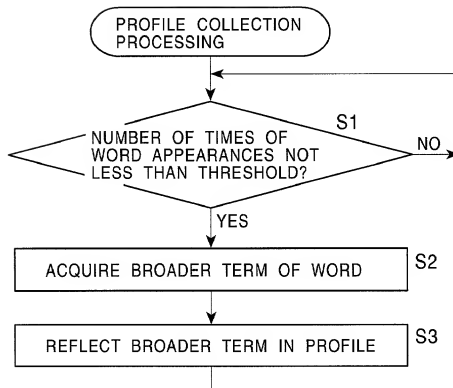 PROFILE COLLECTION
PROCESSING
S1
NUMBER OF TIMES OF
WORD APPEARANCES NOT
LESS THAN THRESHOLD?
NO
YES
ACQUIRE BROADER TERM OF WORD
S2
REFLECT BROADER TERM IN PROFILE
S3